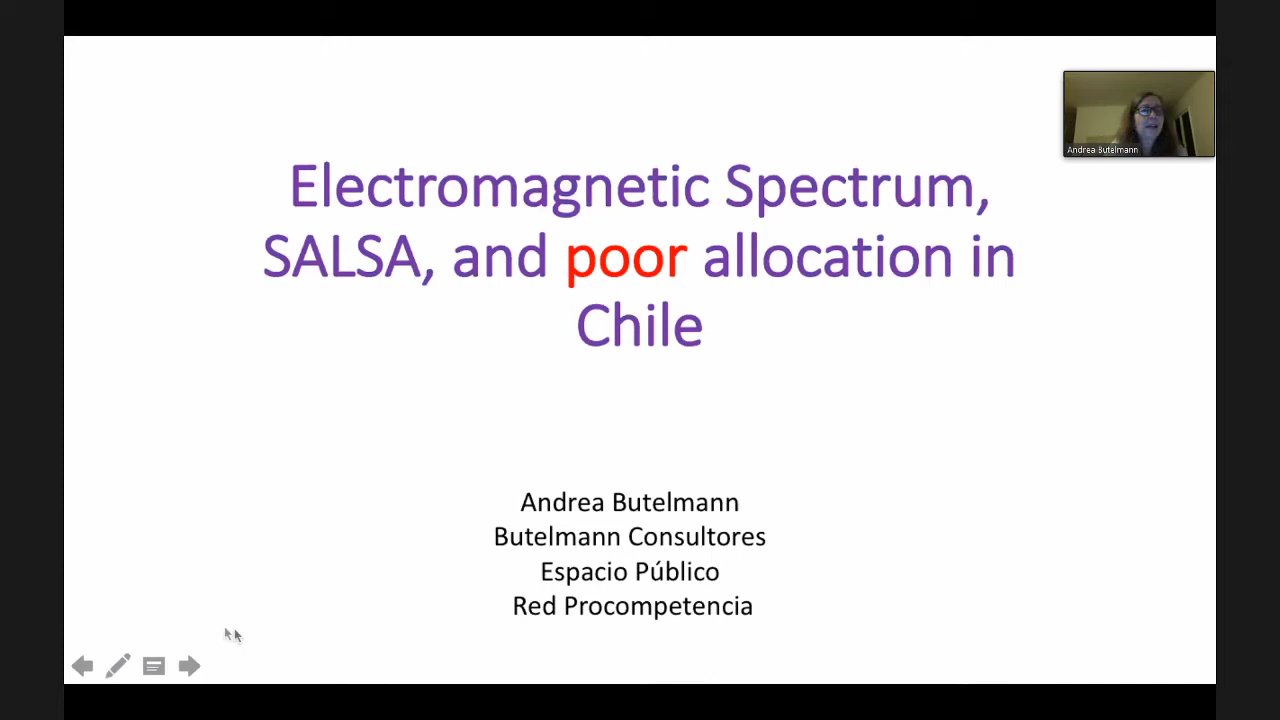 Andrea Butelmann
Electromagnetic Spectrum,
SALSA, and poor allocation in
Chile
Andrea Butelmann
Butelmann Consultores
Espacio Público
Red Procompetencia